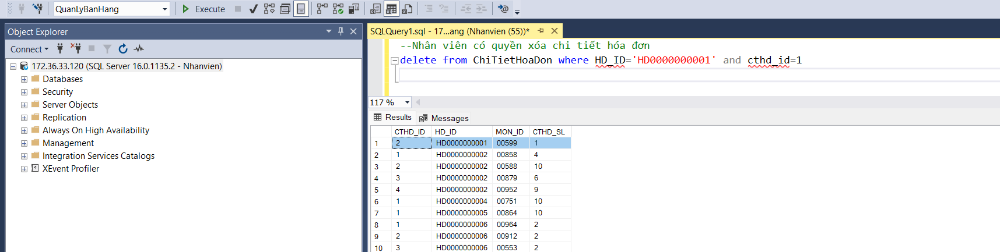 QuanLyBanHang
Execute
Object Explorer
Connect
172.36.33.120 (SQL Server 16.0.1135.2 - Nhanvien)
Databases
Security
Server Objects
Replication
Always On High Availability
Management
Integration Services Catalogs
XEvent Profiler
SQLQuery1.sql - 17...ang (Nhanvien (55))*
--Nhân viên có quyền xóa chi tiết hóa đơn
delete from ChiTietHoaDon where HD_ID='HD0000000001' and cthd_id=1
117 %
Results Messages
CTHD_ID HD_ID MON_ID CTHD_SL
1 2 HD0000000001 00599 1
2 1 HD0000000002 00858 4
3 2 HD0000000002 00588 10
4 3 HD0000000002 00879 6
5 4 HD0000000002 00952 9
6 1 HD0000000004 00751 10
7 1 HD0000000005 00864 10
8 1 HD0000000006 00964 2
9 2 HD0000000006 00912 2
10 3 HD0000000006 00553 2